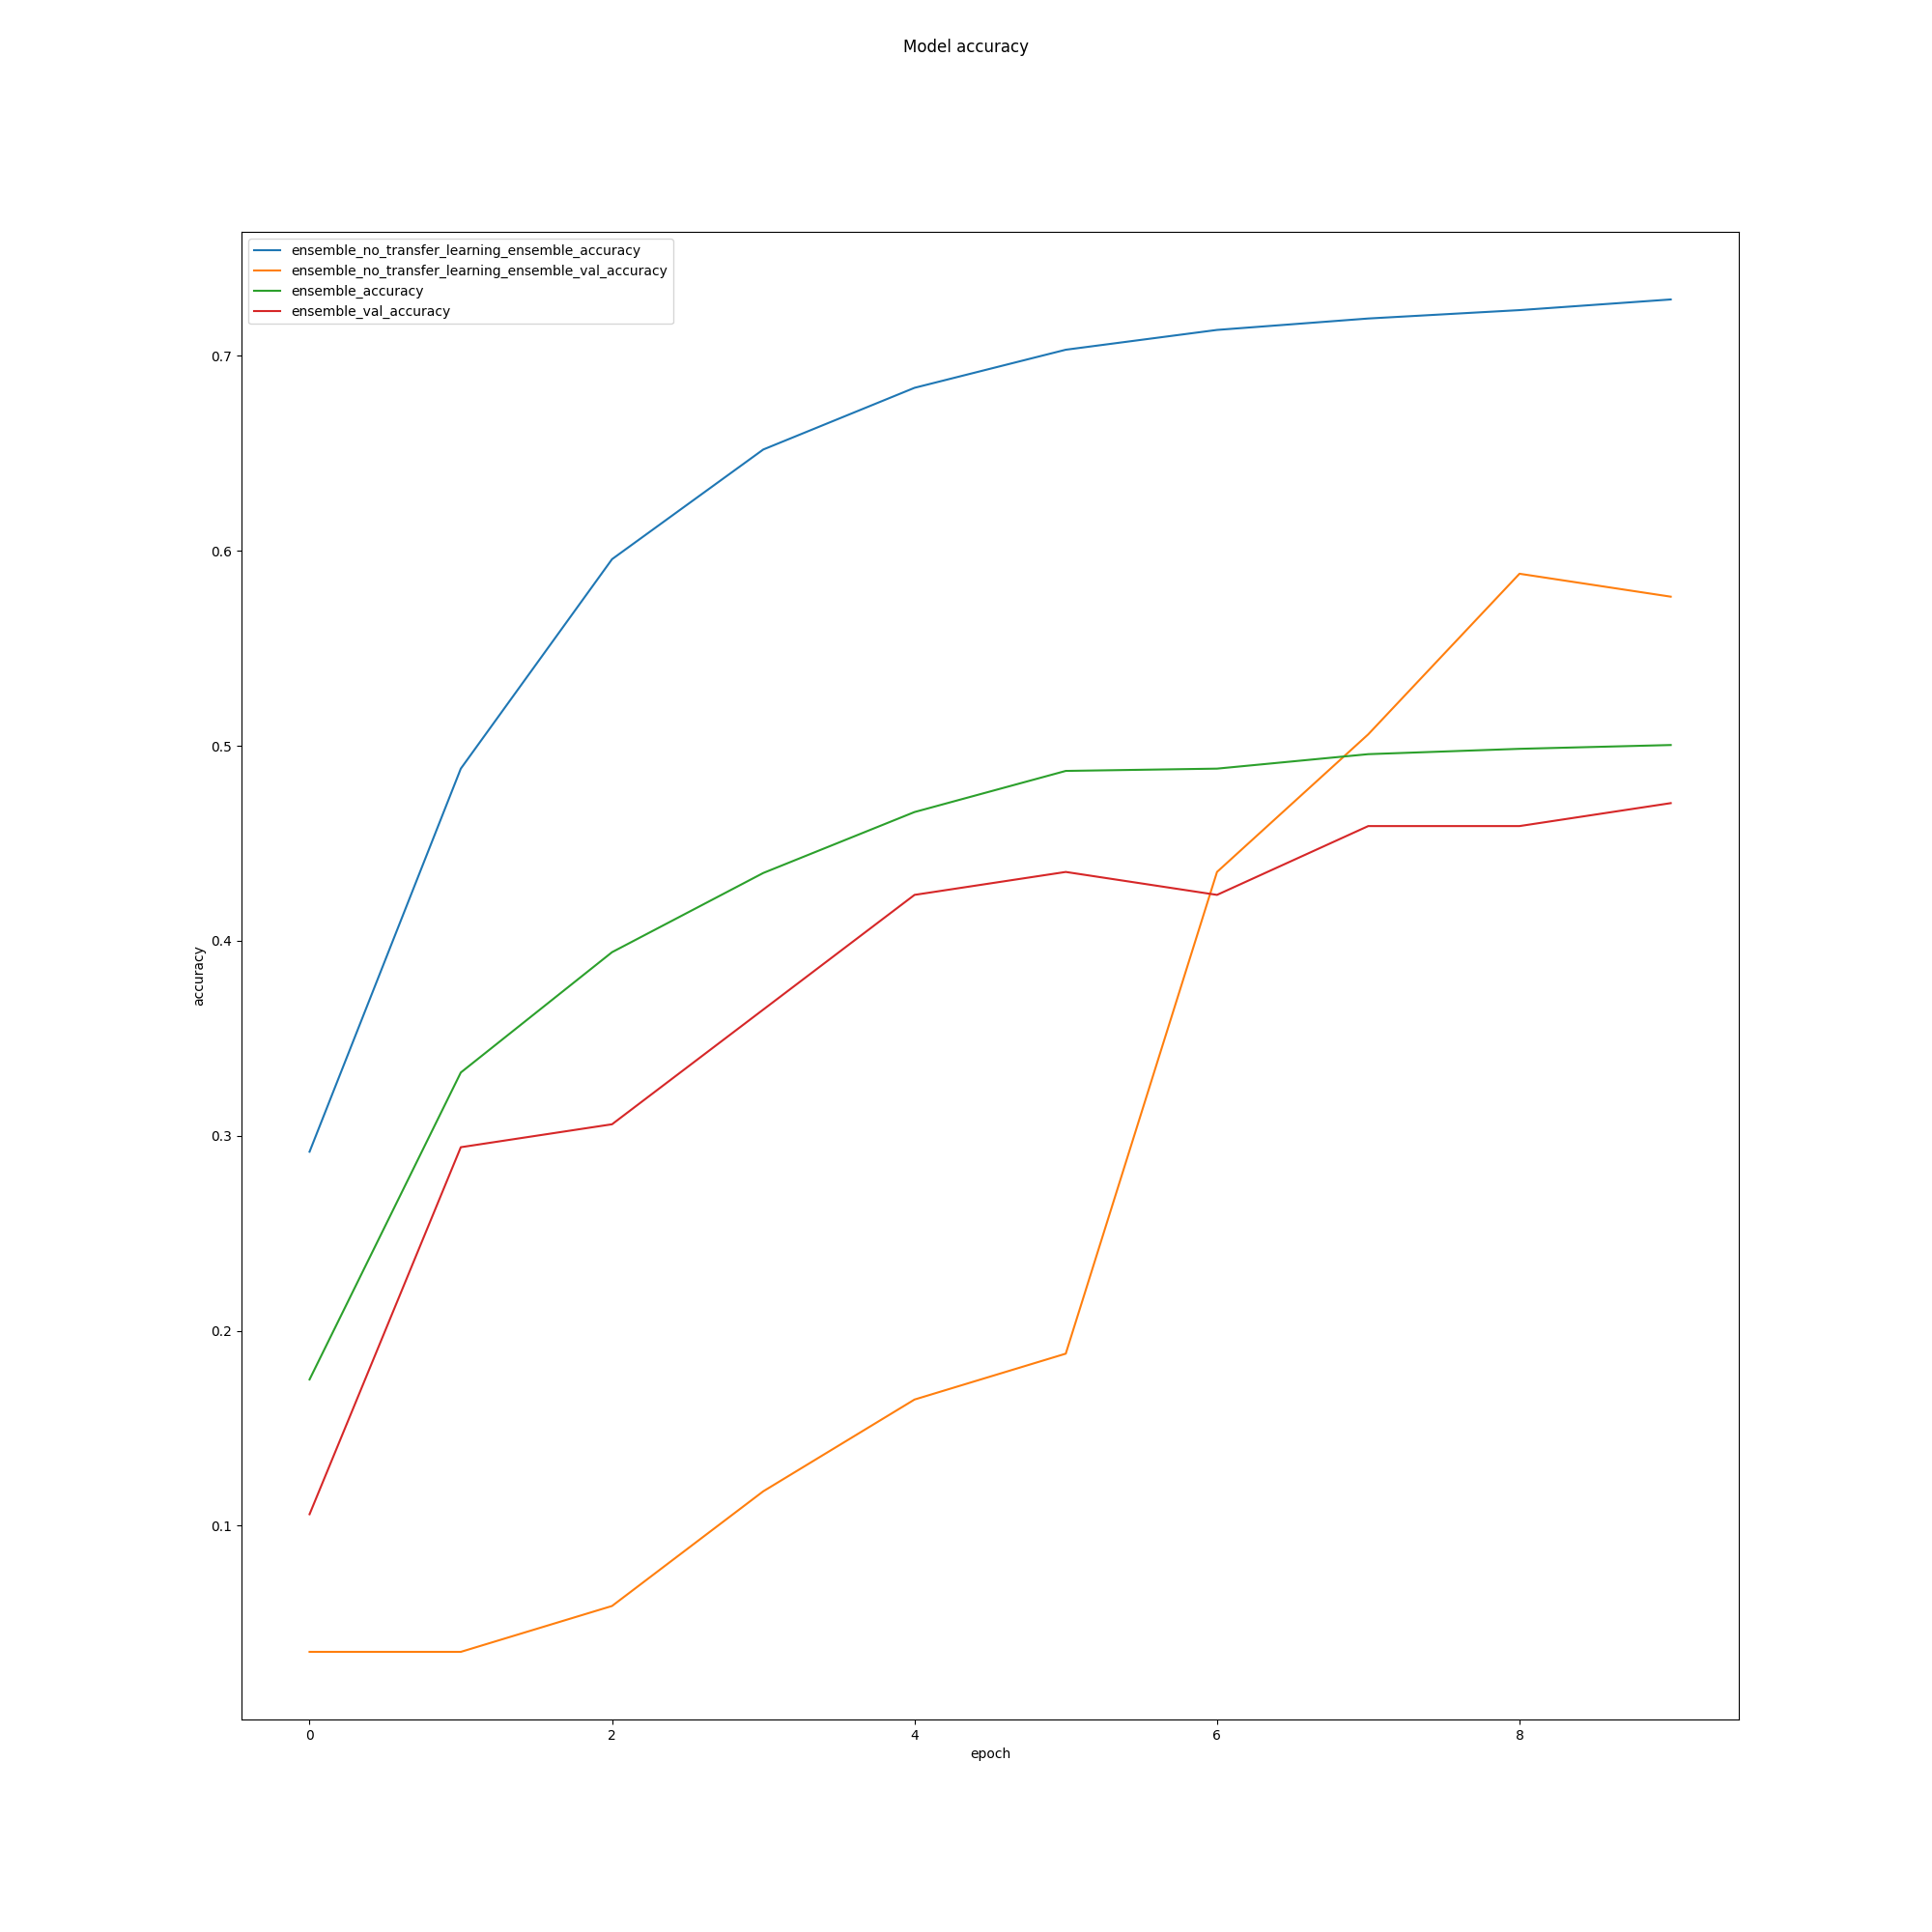 Model accuracy
ensemble_no_transfer_learning_ensemble_accuracy
ensemble_no_transfer_learning_ensemble_val_accuracy
ensemble_accuracy
ensemble_val_accuracy
0.7
0.6
0.5
0.4
0.3
0.2
0.1
accuracy
0 2 4 6 8
epoch